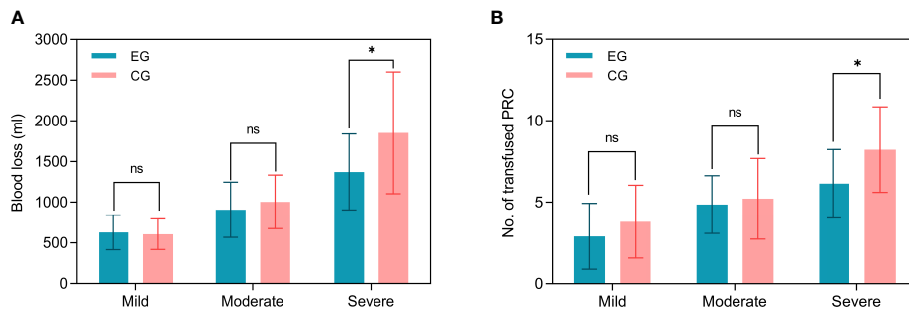 A
Blood loss (ml)
3000
2500
2000
1500
1000
500
0
EG
CG
ns
ns
*
Mild
Moderate
Severe
B
No. of transfused PRC
15
10
5
0
EG
CG
ns
ns
*
Mild
Moderate
Severe